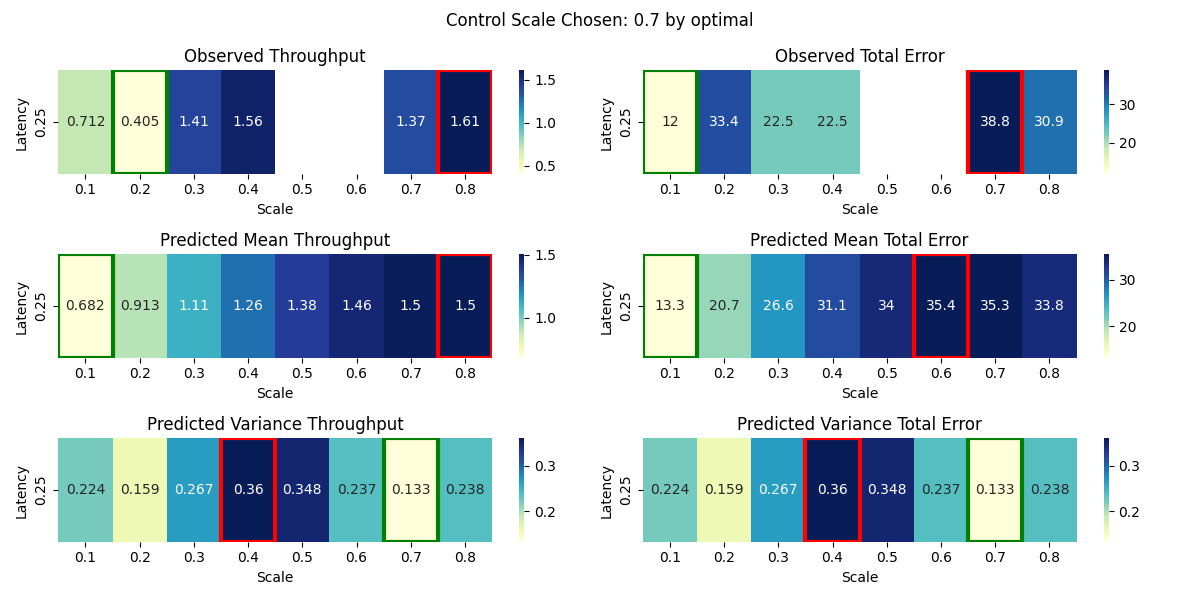 Control Scale Chosen: 0.7 by optimal
Observed Throughput
Latency
0.25
0.712 0.405 1.41 1.56 1.37 1.61
0.1 0.2 0.3 0.4 0.5 0.6 0.7 0.8
Scale
1.5
1.0
0.5
Observed Total Error
Latency
0.25
12 33.4 22.5 22.5 38.8 30.9
0.1 0.2 0.3 0.4 0.5 0.6 0.7 0.8
Scale
30
20
Predicted Mean Throughput
Latency
0.25
0.682 0.913 1.11 1.26 1.38 1.46 1.5 1.5
0.1 0.2 0.3 0.4 0.5 0.6 0.7 0.8
Scale
1.5
1.0
Predicted Mean Total Error
Latency
0.25
13.3 20.7 26.6 31.1 34 35.4 35.3 33.8
0.1 0.2 0.3 0.4 0.5 0.6 0.7 0.8
Scale
30
20
Predicted Variance Throughput
Latency
0.25
0.224 0.159 0.267 0.36 0.348 0.237 0.133 0.238
0.1 0.2 0.3 0.4 0.5 0.6 0.7 0.8
Scale
0.3
0.2
Predicted Variance Total Error
Latency
0.25
0.224 0.159 0.267 0.36 0.348 0.237 0.133 0.238
0.1 0.2 0.3 0.4 0.5 0.6 0.7 0.8
Scale
0.3
0.2